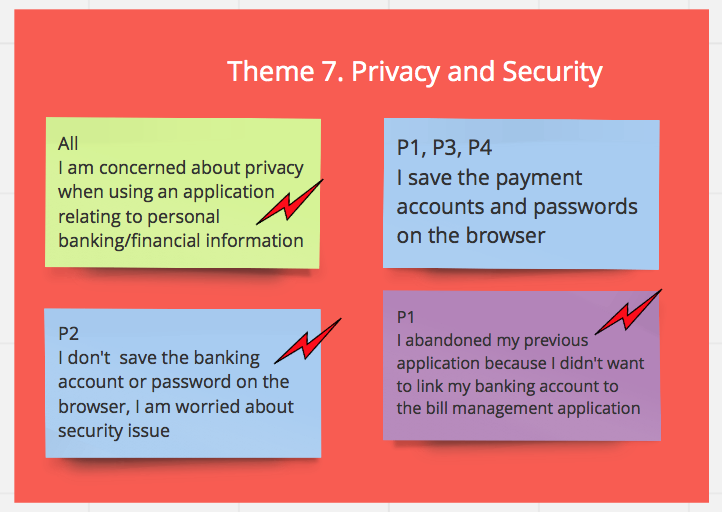 Theme 7. Privacy and Security
All
I am concerned about privacy
when using an application
relating to personal
banking/financial information
P1, P3, P4
I save the payment
accounts and passwords
on the browser
P2
I don't  save the banking
account or password on the
browser, I am worried about
security issue
P1
I abandoned my previous
application because I didn't want
to link my banking account to
the bill management application